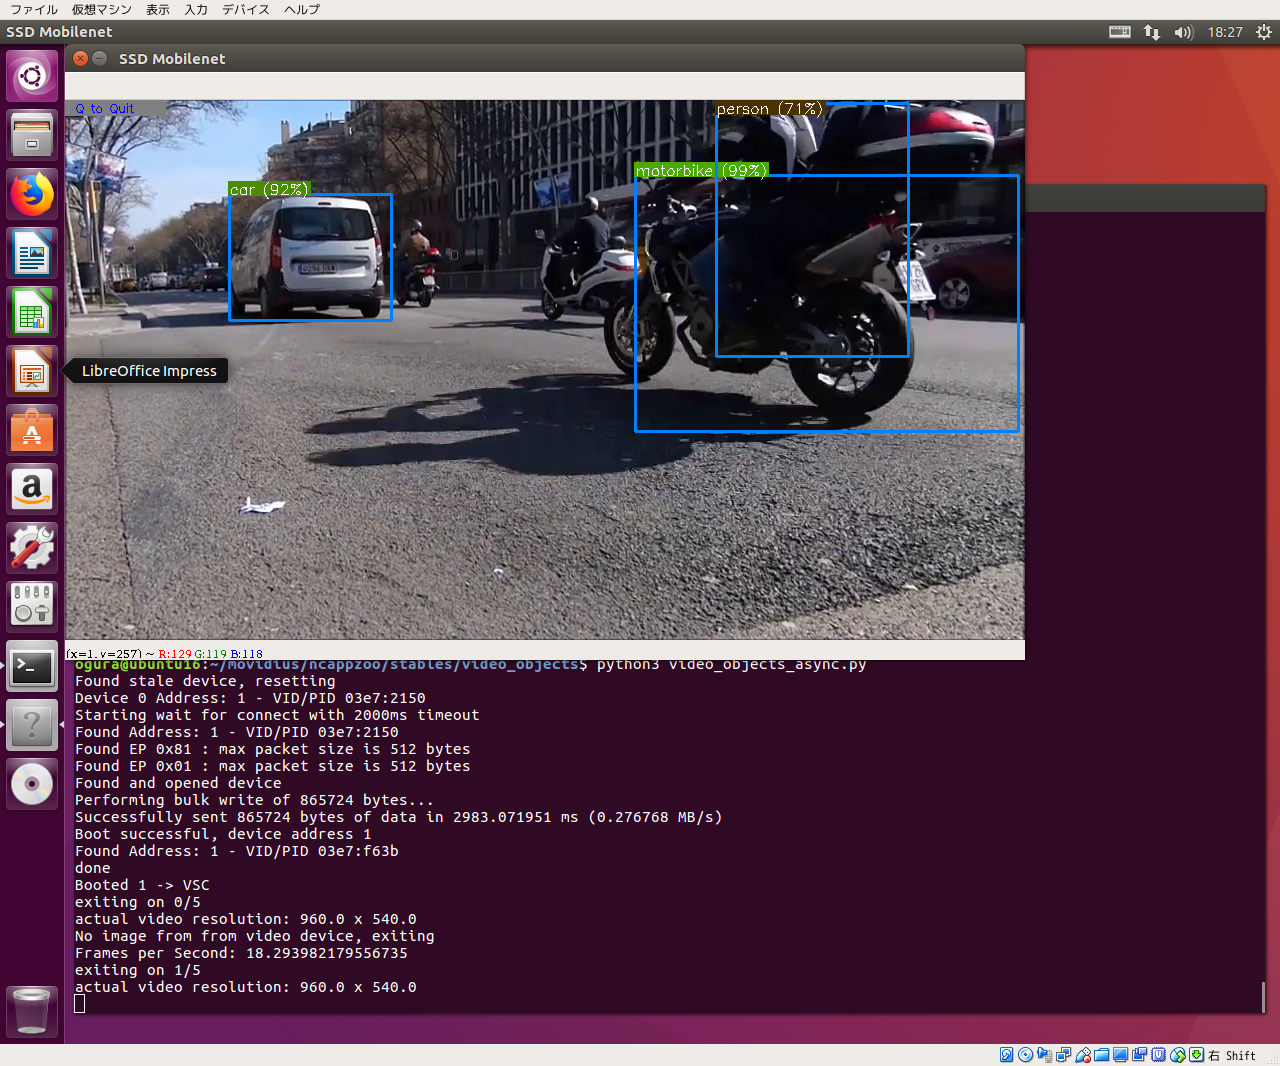 ファイル 仮想マシン 表示 入力 デバイス ヘルプ
SSD Mobilenet
18:27
SSD Mobilenet
Q to Quit
person (71%)
motorbike (99%)
car (92%)
LibreOffice Impress
(x=1, y=257) ~ R:129 G:119 B:118
ogura@ubuntu16:~/movidius/ncappzoo/stables/video_objects$ python3 video_objects_async.py
Found stale device, resetting
Device 0 Address: 1 - VID/PID 03e7:2150
Starting wait for connect with 2000ms timeout
Found Address: 1 - VID/PID 03e7:2150
Found EP 0x81 : max packet size is 512 bytes
Found EP 0x01 : max packet size is 512 bytes
Found and opened device
Performing bulk write of 865724 bytes...
Successfully sent 865724 bytes of data in 2983.071951 ms (0.276768 MB/s)
Boot successful, device address 1
Found Address: 1 - VID/PID 03e7:f63b
done
Booted 1 -> VSC
exiting on 0/5
actual video resolution: 960.0 x 540.0
No image from from video device, exiting
Frames per Second: 18.293982179556735
exiting on 1/5
actual video resolution: 960.0 x 540.0
右 Shift